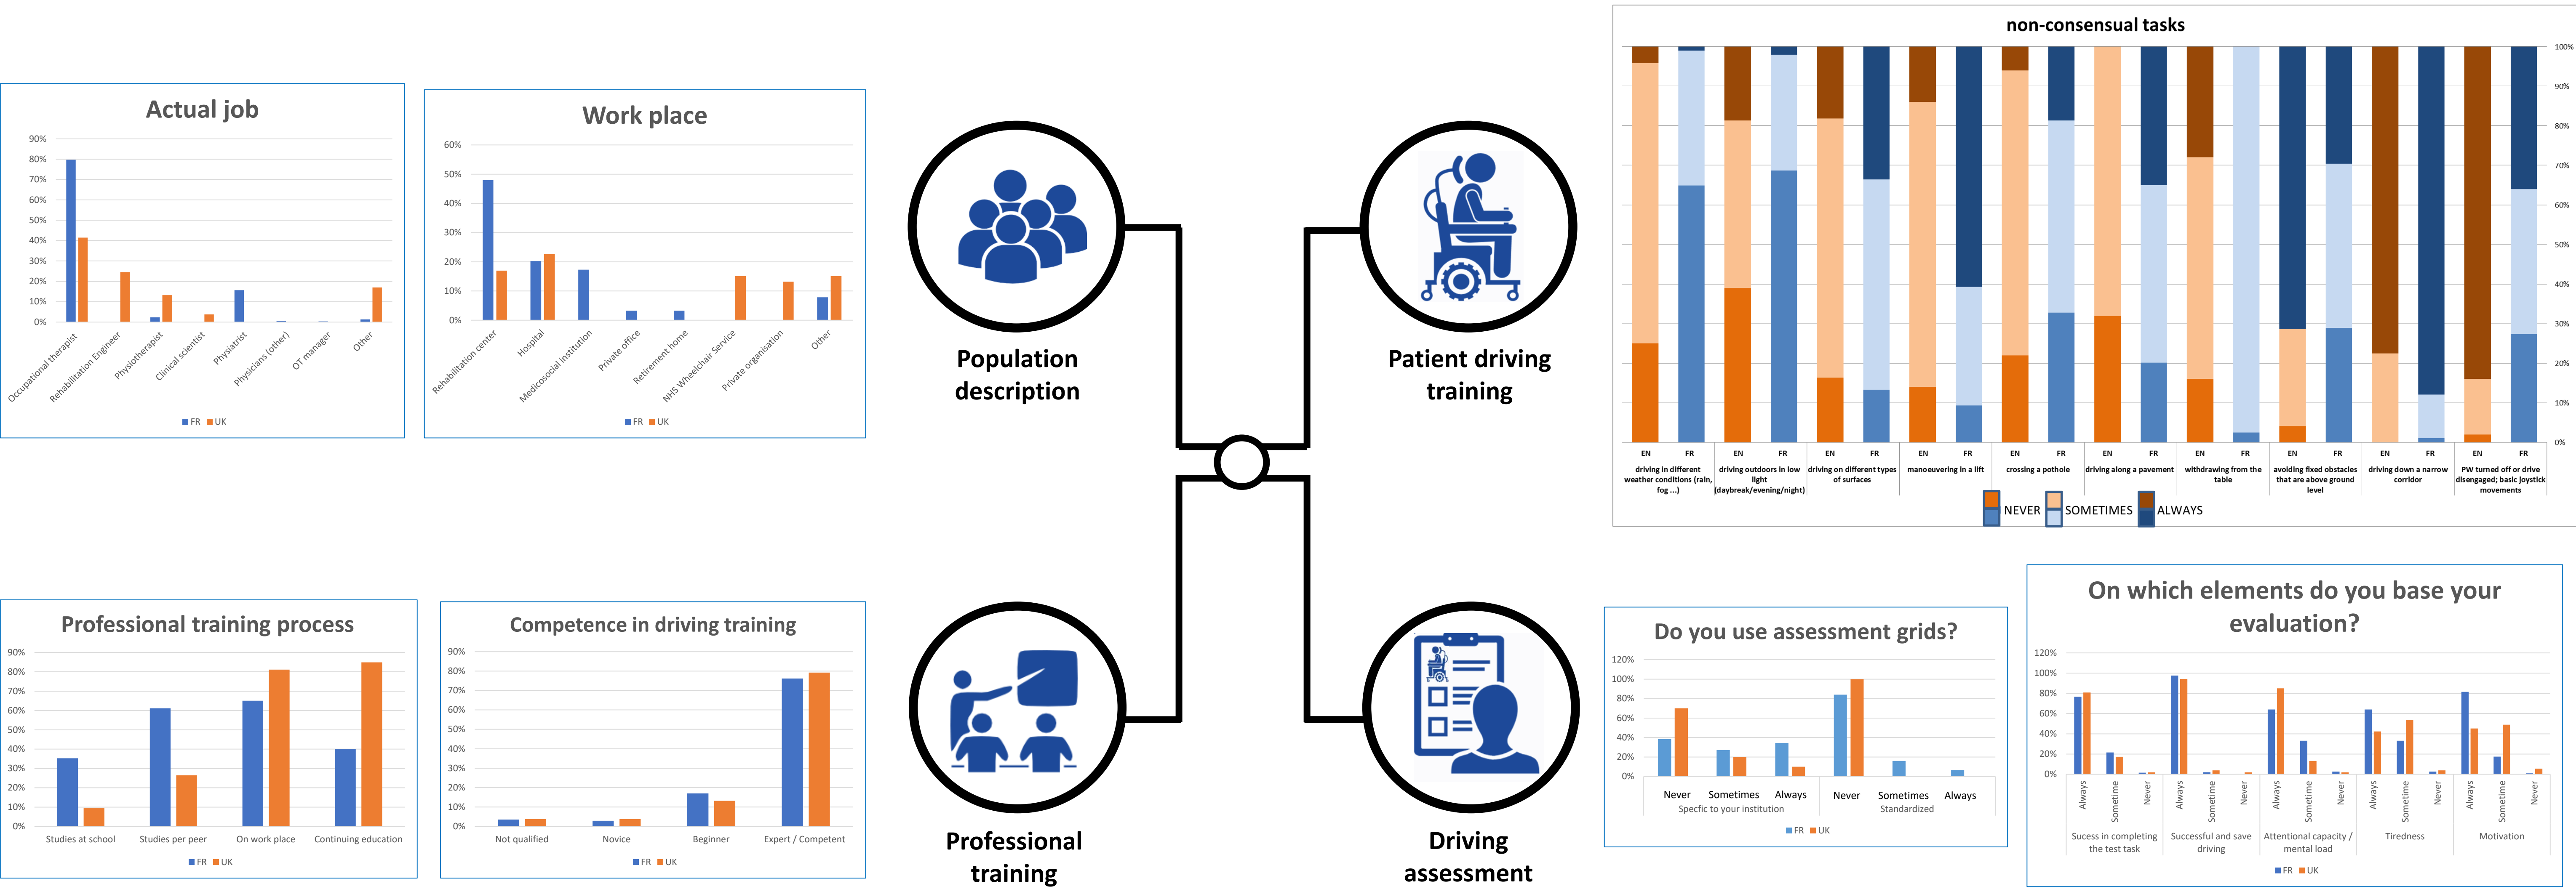 Actual job
90%
80%
70%
60%
50%
40%
30%
20%
10%
0%
Occupational therapist
Rehabilitation Engineer
Physiotherapist
Clinical scientist
Physiatrist
Physicians (other)
OT manager
Other
FR UK
Work place
60%
50%
40%
30%
20%
10%
0%
Rehabilitation center
Hospital
Medicosocial institution
Private office
Retirement home
NHS Wheelchair Service
Private organisation
Other
FR UK
Population
description
Patient driving
training
non-consensual tasks
100%
90%
80%
70%
60%
50%
40%
30%
20%
10%
0%
EN FR EN FR EN FR EN FR EN FR EN FR EN FR EN FR EN FR EN FR
driving in different
weather conditions (rain,
fog ...)
driving outdoors in low
light
(daybreak/evening/night)
driving on different types
of surfaces
manoeuvering in a lift
crossing a pothole
driving along a pavement
withdrawing from the
table
avoiding fixed obstacles
that are above ground
level
driving down a narrow
corridor
PW turned off or drive
disengaged; basic joystick
movements
NEVER SOMETIMES ALWAYS
Professional training process
90%
80%
70%
60%
50%
40%
30%
20%
10%
0%
Studies at school Studies per peer On work place Continuing education
FR UK
Competence in driving training
90%
80%
70%
60%
50%
40%
30%
20%
10%
0%
Not qualified Novice Beginner Expert / Competent
FR UK
Professional
training
Driving
assessment
Do you use assessment grids?
120%
100%
80%
60%
40%
20%
0%
Never Sometimes Always Never Sometimes Always
Specfic to your institution Standardized
FR UK
On which elements do you base your
evaluation?
120%
100%
80%
60%
40%
20%
0%
Always Sometime Never Always Sometime Never Always Sometime Never Always Sometime Never Always Sometime Never
Sucess in completing
the test task
Successful and save
driving
Attentional capacity /
mental load
Tiredness
Motivation
FR UK